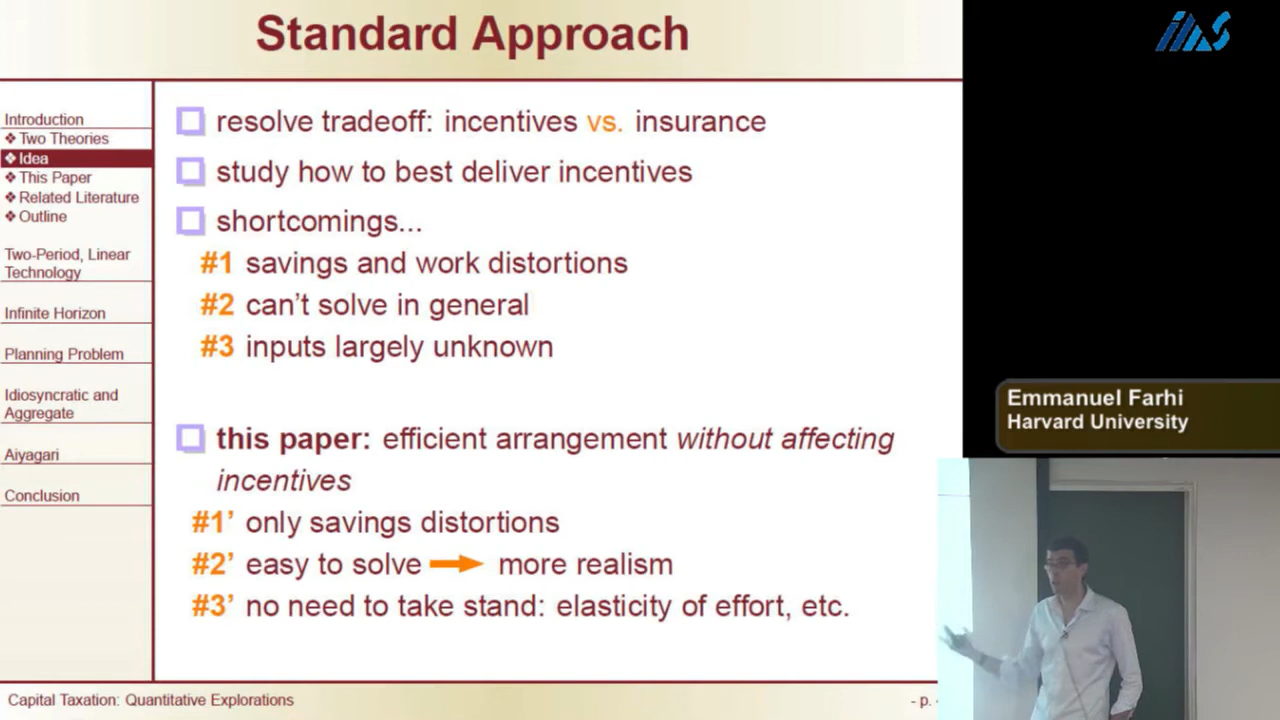 Standard Approach
Introduction
❖ Two Theories
❖ Idea
❖ This Paper
❖ Related Literature
❖ Outline
Two-Period, Linear
Technology
Infinite Horizon
Planning Problem
Idiosyncratic and
Aggregate
Aiyagari
Conclusion
resolve tradeoff: incentives vs. insurance
study how to best deliver incentives
shortcomings...
#1 savings and work distortions
#2 can't solve in general
#3 inputs largely unknown
this paper: efficient arrangement without affecting
incentives
#1' only savings distortions
#2' easy to solve → more realism
#3' no need to take stand: elasticity of effort, etc.
Capital Taxation: Quantitative Explorations
- p.
Emmanuel Farhi
Harvard University